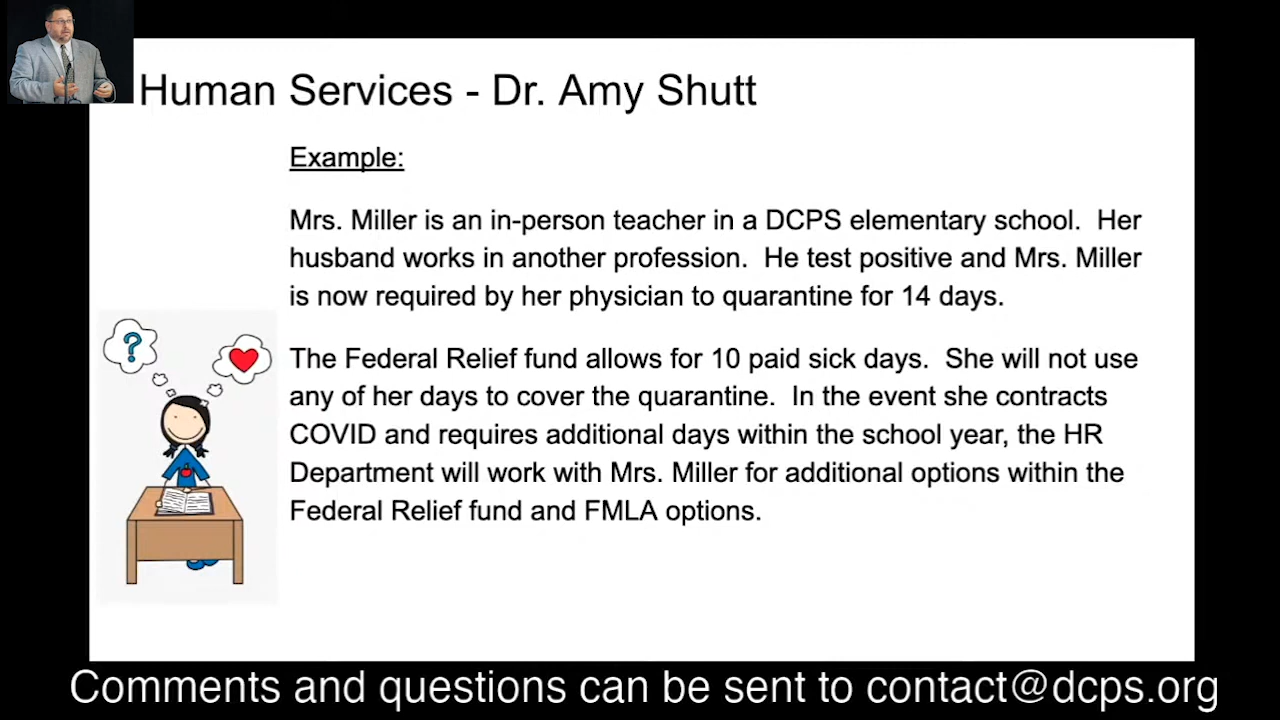 Human Services - Dr. Amy Shutt
Example:
Mrs. Miller is an in-person teacher in a DCPS elementary school. Her
husband works in another profession. He test positive and Mrs. Miller
is now required by her physician to quarantine for 14 days.
?
The Federal Relief fund allows for 10 paid sick days. She will not use
any of her days to cover the quarantine. In the event she contracts
COVID and requires additional days within the school year, the HR
Department will work with Mrs. Miller for additional options within the
Federal Relief fund and FMLA options.
Comments and questions can be sent to contact@dcps.org